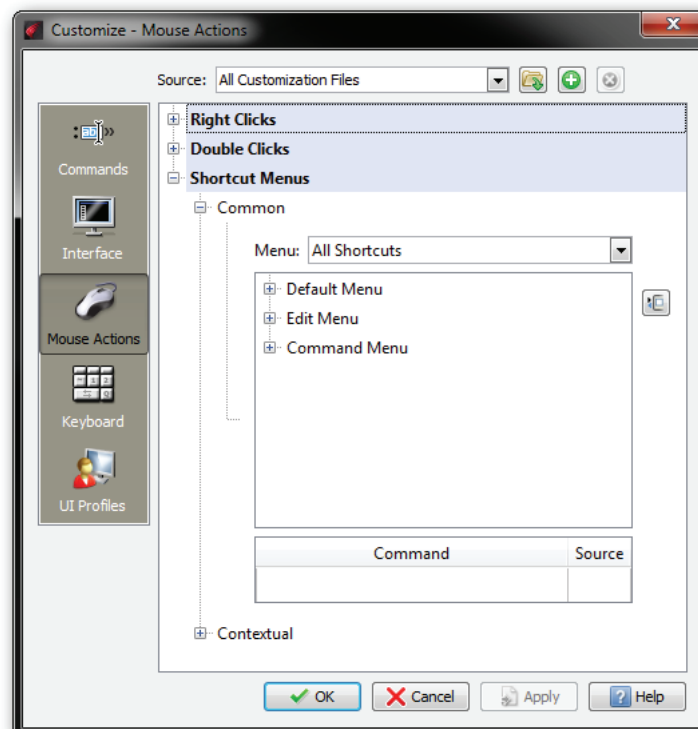 Customize - Mouse Actions
Source: All Customization Files
Commands
Interface
Mouse Actions
Keyboard
UI Profiles
Right Clicks
Double Clicks
Shortcut Menus
Common
Menu: All Shortcuts
Default Menu
Edit Menu
Command Menu
Command Source
Contextual
OK Cancel Apply Help